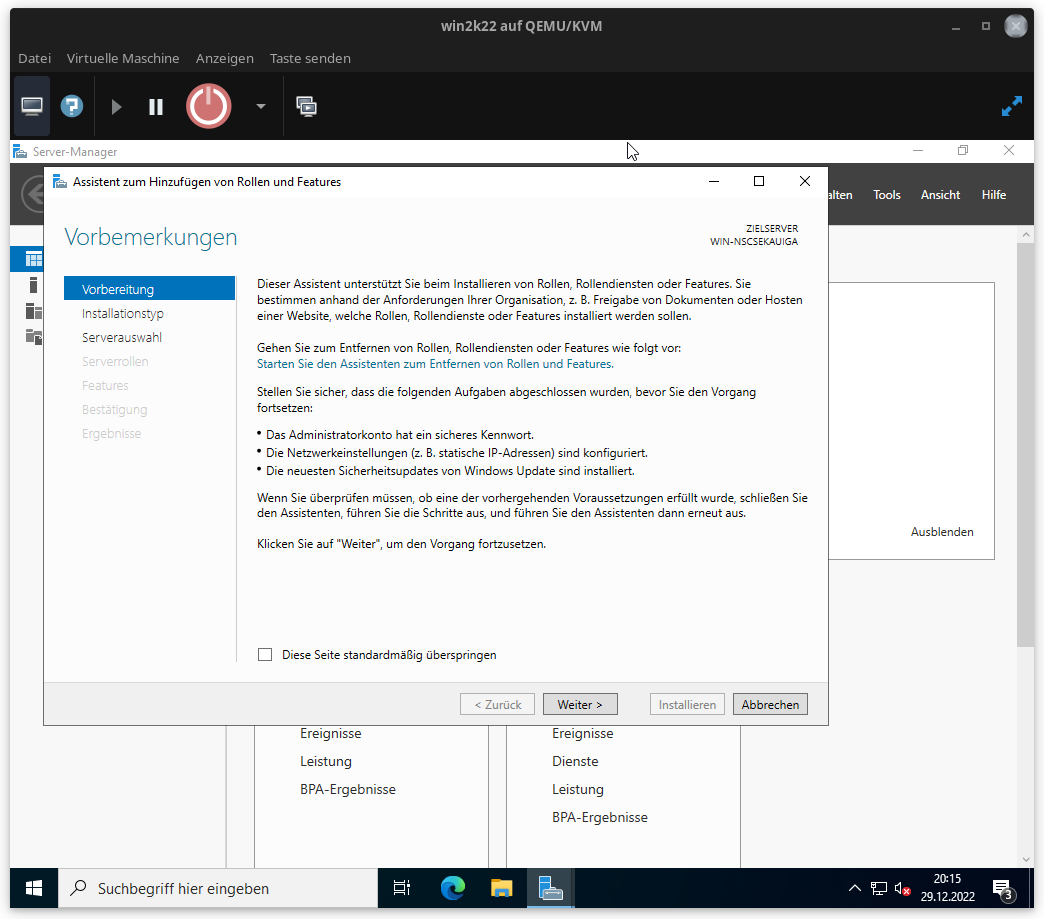 win2k22 auf QEMU/KVM
Datei Virtuelle Maschine Anzeigen Taste senden
Server-Manager
Assistent zum Hinzufügen von Rollen und Features
alten Tools Ansicht Hilfe
Vorbemerkungen
ZIELSERVER
WIN-NSCSEKAUIGA
Vorbereitung
Installationstyp
Serverauswahl
Serverrollen
Features
Bestätigung
Ergebnisse
Dieser Assistent unterstützt Sie beim Installieren von Rollen, Rollendiensten oder Features. Sie
bestimmen anhand der Anforderungen Ihrer Organisation, z. B. Freigabe von Dokumenten oder Hosten
einer Website, welche Rollen, Rollendienste oder Features installiert werden sollen.
Gehen Sie zum Entfernen von Rollen, Rollendiensten oder Features wie folgt vor:
Starten Sie den Assistenten zum Entfernen von Rollen und Features.
Stellen Sie sicher, dass die folgenden Aufgaben abgeschlossen wurden, bevor Sie den Vorgang
fortsetzen:
• Das Administratorkonto hat ein sicheres Kennwort.
• Die Netzwerkeinstellungen (z. B. statische IP-Adressen) sind konfiguriert.
• Die neuesten Sicherheitsupdates von Windows Update sind installiert.
Wenn Sie überprüfen müssen, ob eine der vorhergehenden Voraussetzungen erfüllt wurde, schließen Sie
den Assistenten, führen Sie die Schritte aus, und führen Sie den Assistenten dann erneut aus.
Klicken Sie auf "Weiter", um den Vorgang fortzusetzen.
Diese Seite standardmäßig überspringen
< Zurück Weiter > Installieren Abbrechen
Ausblenden
Ereignisse
Leistung
BPA-Ergebnisse
Ereignisse
Dienste
Leistung
BPA-Ergebnisse
Suchbegriff hier eingeben
20:15
29.12.2022
3